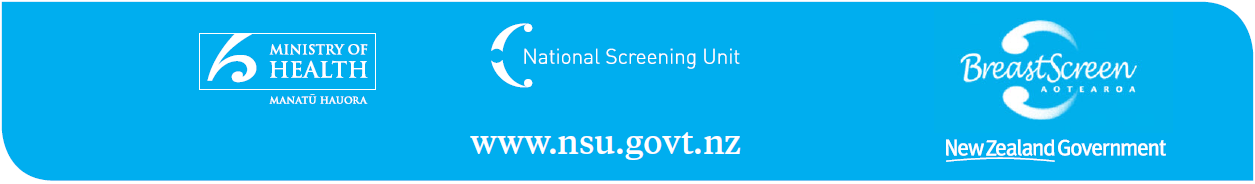 MINISTRY OF
HEALTH
MANATŪ HAUORA
National Screening Unit
www.nsu.govt.nz
BreastScreen
AOTEAROA
New Zealand Government